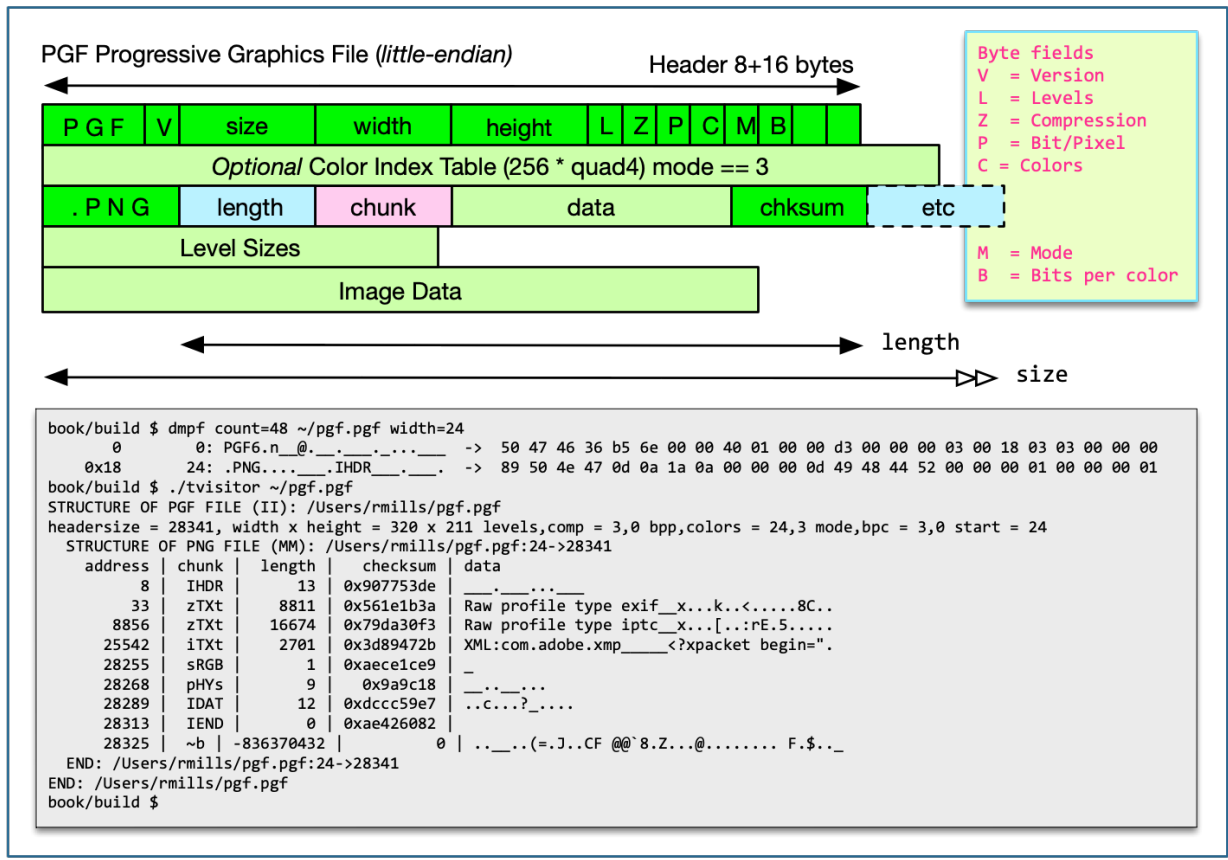 PGF Progressive Graphics File (little-endian)
Header 8+16 bytes
P G F V size width height L Z P C M B
Optional Color Index Table (256 * quad4) mode == 3
.PNG length chunk data chksum etc
Level Sizes
Image Data
length
size
Byte fields
V = Version
L = Levels
Z = Compression
P = Bit/Pixel
C = Colors
M = Mode
B = Bits per color
book/build $ dmpf count=48 ~/pgf.pgf width=24
0 0: PGF6.n__@.__.___._...___ -> 50 47 46 36 b5 6e 00 00 40 01 00 00 d3 00 00 00 03 00 18 03 03 00 00 00
0x18 24: .PNG....___.IHDR___.___. -> 89 50 4e 47 0d 0a 1a 0a 00 00 00 0d 49 48 44 52 00 00 00 01 00 00 00 01
book/build $ ./tvisitor ~/pgf.pgf
STRUCTURE OF PGF FILE (II): /Users/rmills/pgf.pgf
headersize = 28341, width x height = 320 x 211 levels,comp = 3,0 bpp,colors = 24,3 mode,bpc = 3,0 start = 24
STRUCTURE OF PNG FILE (MM): /Users/rmills/pgf.pgf:24->28341
address | chunk | length | checksum | data
8 | IHDR | 13 | 0x907753de | ___.___...___
33 | zTXt | 8811 | 0x561e1b3a | Raw profile type exif__x...k..<.....8C..
8856 | zTXt | 16674 | 0x79da30f3 | Raw profile type iptc__x...[..:rE.5.....
25542 | iTXt | 2701 | 0x3d89472b | XML:com.adobe.xmp_____<?xpacket begin=".
28255 | sRGB | 1 | 0xaece1ce9 | _
28268 | pHYs | 9 | 0x9a9c18 | __..__...
28289 | IDAT | 12 | 0xdccc59e7 | ..c...?_....
28313 | IEND | 0 | 0xae426082 |
28325 | ~b | -836370432 | 0 | ..__..(=.J..CF @@`8.Z...@........ F.$.._
END: /Users/rmills/pgf.pgf:24->28341
END: /Users/rmills/pgf.pgf
book/build $